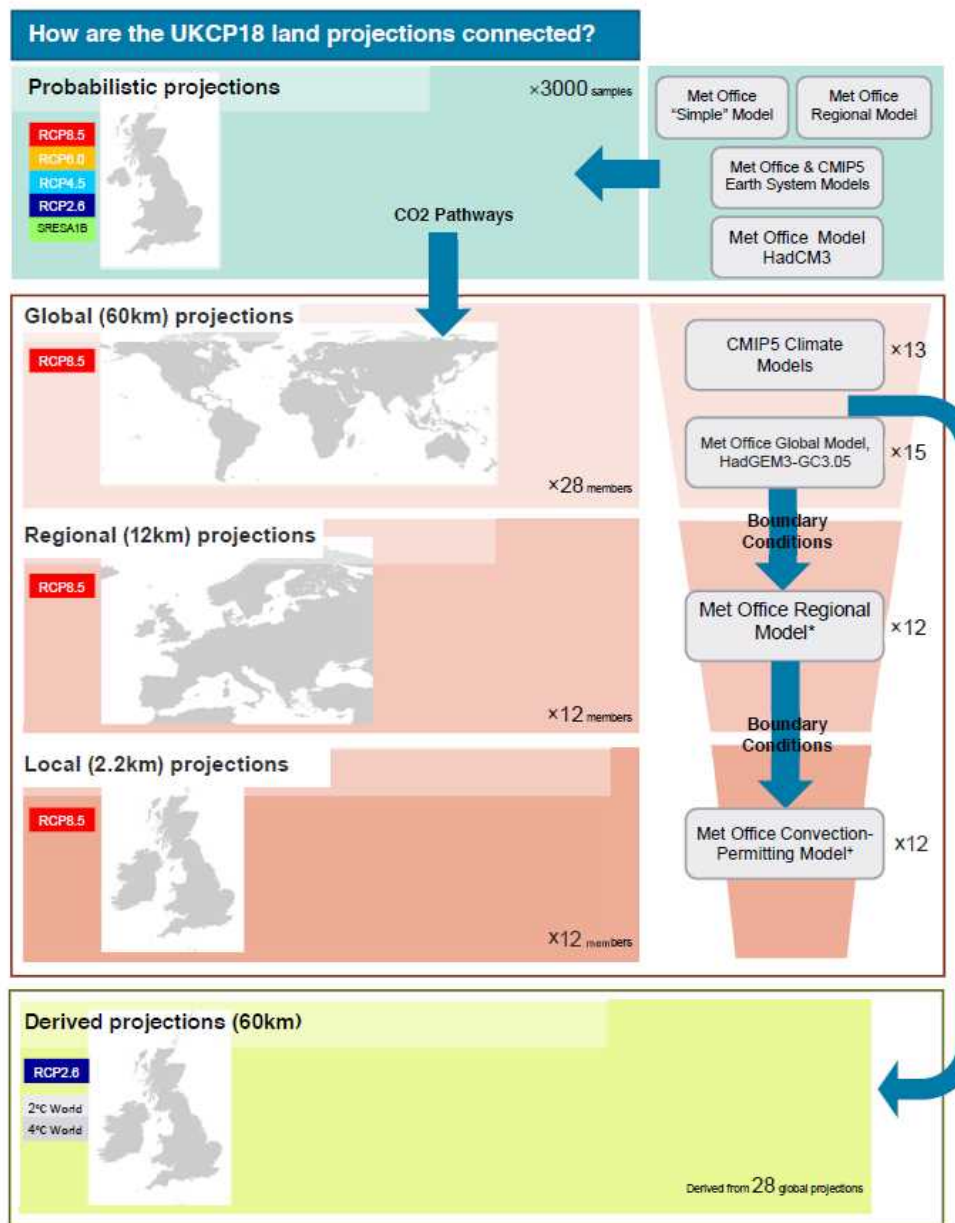 How are the UKCP18 land projections connected?
Probabilistic projections
×3000 samples
RCP8.5
RCP6.0
RCP4.5
RCP2.6
SRESA1B
Met Office
"Simple" Model
Met Office
Regional Model
Met Office & CMIP5
Earth System Models
Met Office Model
HadCM3
CO2 Pathways
Global (60km) projections
RCP8.5
×28 members
CMIP5 Climate
Models
×13
Met Office Global Model,
HadGEM3-GC3.05
×15
Boundary
Conditions
Regional (12km) projections
RCP8.5
×12 members
Met Office Regional
Model*
×12
Boundary
Conditions
Local (2.2km) projections
RCP8.5
×12 members
Met Office Convection-
Permitting Model⁺
×12
Derived projections (60km)
RCP2.6
2°C World
4°C World
Derived from 28 global projections